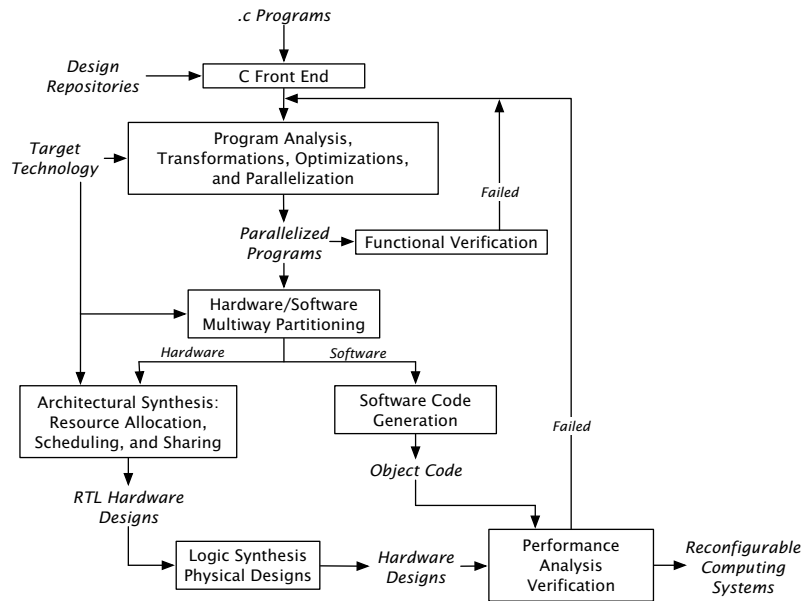 .c Programs
Design
Repositories
C Front End
Target
Technology
Program Analysis,
Transformations, Optimizations,
and Parallelization
Failed
Parallelized
Programs
Functional Verification
Hardware/Software
Multiway Partitioning
Hardware
Software
Architectural Synthesis:
Resource Allocation,
Scheduling, and Sharing
Software Code
Generation
Failed
Object Code
RTL Hardware
Designs
Logic Synthesis
Physical Designs
Hardware
Designs
Performance
Analysis
Verification
Reconfigurable
Computing
Systems